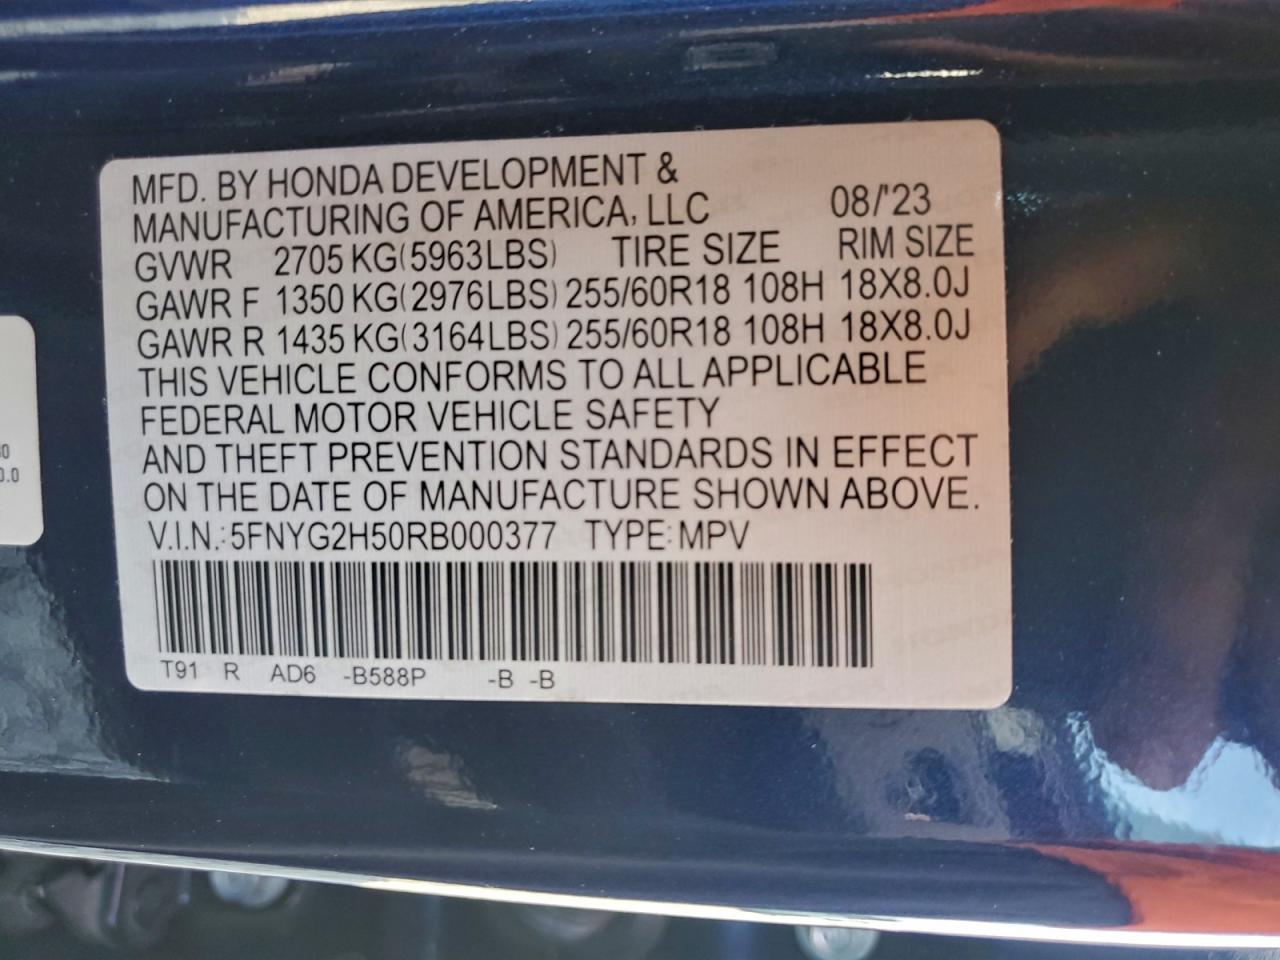 MFD. BY HONDA DEVELOPMENT &
MANUFACTURING OF AMERICA, LLC 08/'23
GVWR 2705 KG(5963LBS) TIRE SIZE RIM SIZE
GAWR F 1350 KG(2976LBS) 255/60R18 108H 18X8.0J
GAWR R 1435 KG(3164LBS) 255/60R18 108H 18X8.0J
THIS VEHICLE CONFORMS TO ALL APPLICABLE
FEDERAL MOTOR VEHICLE SAFETY
AND THEFT PREVENTION STANDARDS IN EFFECT
ON THE DATE OF MANUFACTURE SHOWN ABOVE.
V.I.N.:5FNYG2H50RB000377 TYPE:MPV
T91 R AD6 -B588P -B -B